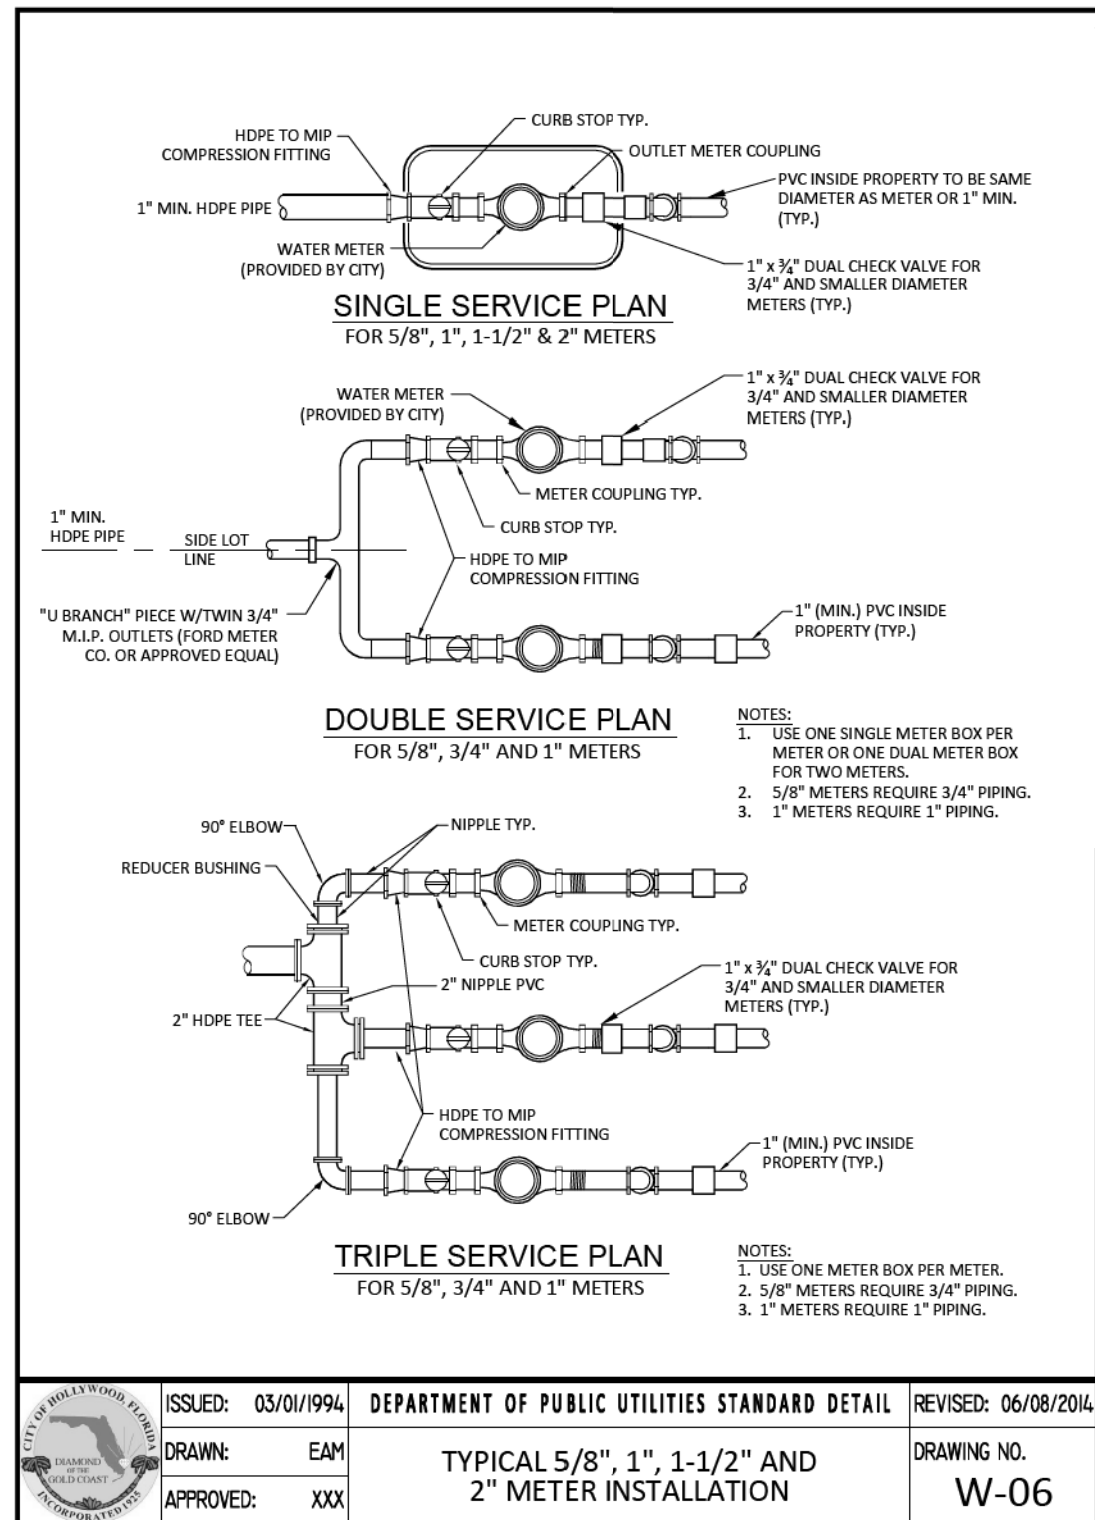 CURB STOP TYP.
HDPE TO MIP
COMPRESSION FITTING
OUTLET METER COUPLING
PVC INSIDE PROPERTY TO BE SAME
DIAMETER AS METER OR 1" MIN.
(TYP.)
1" MIN. HDPE PIPE
WATER METER
(PROVIDED BY CITY)
1" x ¾" DUAL CHECK VALVE FOR
3/4" AND SMALLER DIAMETER
METERS (TYP.)
SINGLE SERVICE PLAN
FOR 5/8", 1", 1-1/2" & 2" METERS
WATER METER
(PROVIDED BY CITY)
1" x ¾" DUAL CHECK VALVE FOR
3/4" AND SMALLER DIAMETER
METERS (TYP.)
METER COUPLING TYP.
CURB STOP TYP.
1" MIN.
HDPE PIPE
SIDE LOT
LINE
HDPE TO MIP
COMPRESSION FITTING
"U BRANCH" PIECE W/TWIN 3/4"
M.I.P. OUTLETS (FORD METER
CO. OR APPROVED EQUAL)
1" (MIN.) PVC INSIDE
PROPERTY (TYP.)
DOUBLE SERVICE PLAN
FOR 5/8", 3/4" AND 1" METERS
NOTES:
1. USE ONE SINGLE METER BOX PER
METER OR ONE DUAL METER BOX
FOR TWO METERS.
2. 5/8" METERS REQUIRE 3/4" PIPING.
3. 1" METERS REQUIRE 1" PIPING.
90° ELBOW
NIPPLE TYP.
REDUCER BUSHING
METER COUPLING TYP.
CURB STOP TYP.
2" NIPPLE PVC
1" x ¾" DUAL CHECK VALVE FOR
3/4" AND SMALLER DIAMETER
METERS (TYP.)
2" HDPE TEE
HDPE TO MIP
COMPRESSION FITTING
1" (MIN.) PVC INSIDE
PROPERTY (TYP.)
90° ELBOW
TRIPLE SERVICE PLAN
FOR 5/8", 3/4" AND 1" METERS
NOTES:
1. USE ONE METER BOX PER METER.
2. 5/8" METERS REQUIRE 3/4" PIPING.
3. 1" METERS REQUIRE 1" PIPING.
CITY OF HOLLYWOOD, FLORIDA
DIAMOND
OF THE
GOLD COAST
INCORPORATED 1925
ISSUED: 03/01/1994
DRAWN: EAM
APPROVED: XXX
DEPARTMENT OF PUBLIC UTILITIES STANDARD DETAIL
TYPICAL 5/8", 1", 1-1/2" AND
2" METER INSTALLATION
REVISED: 06/08/2014
DRAWING NO.
W-06